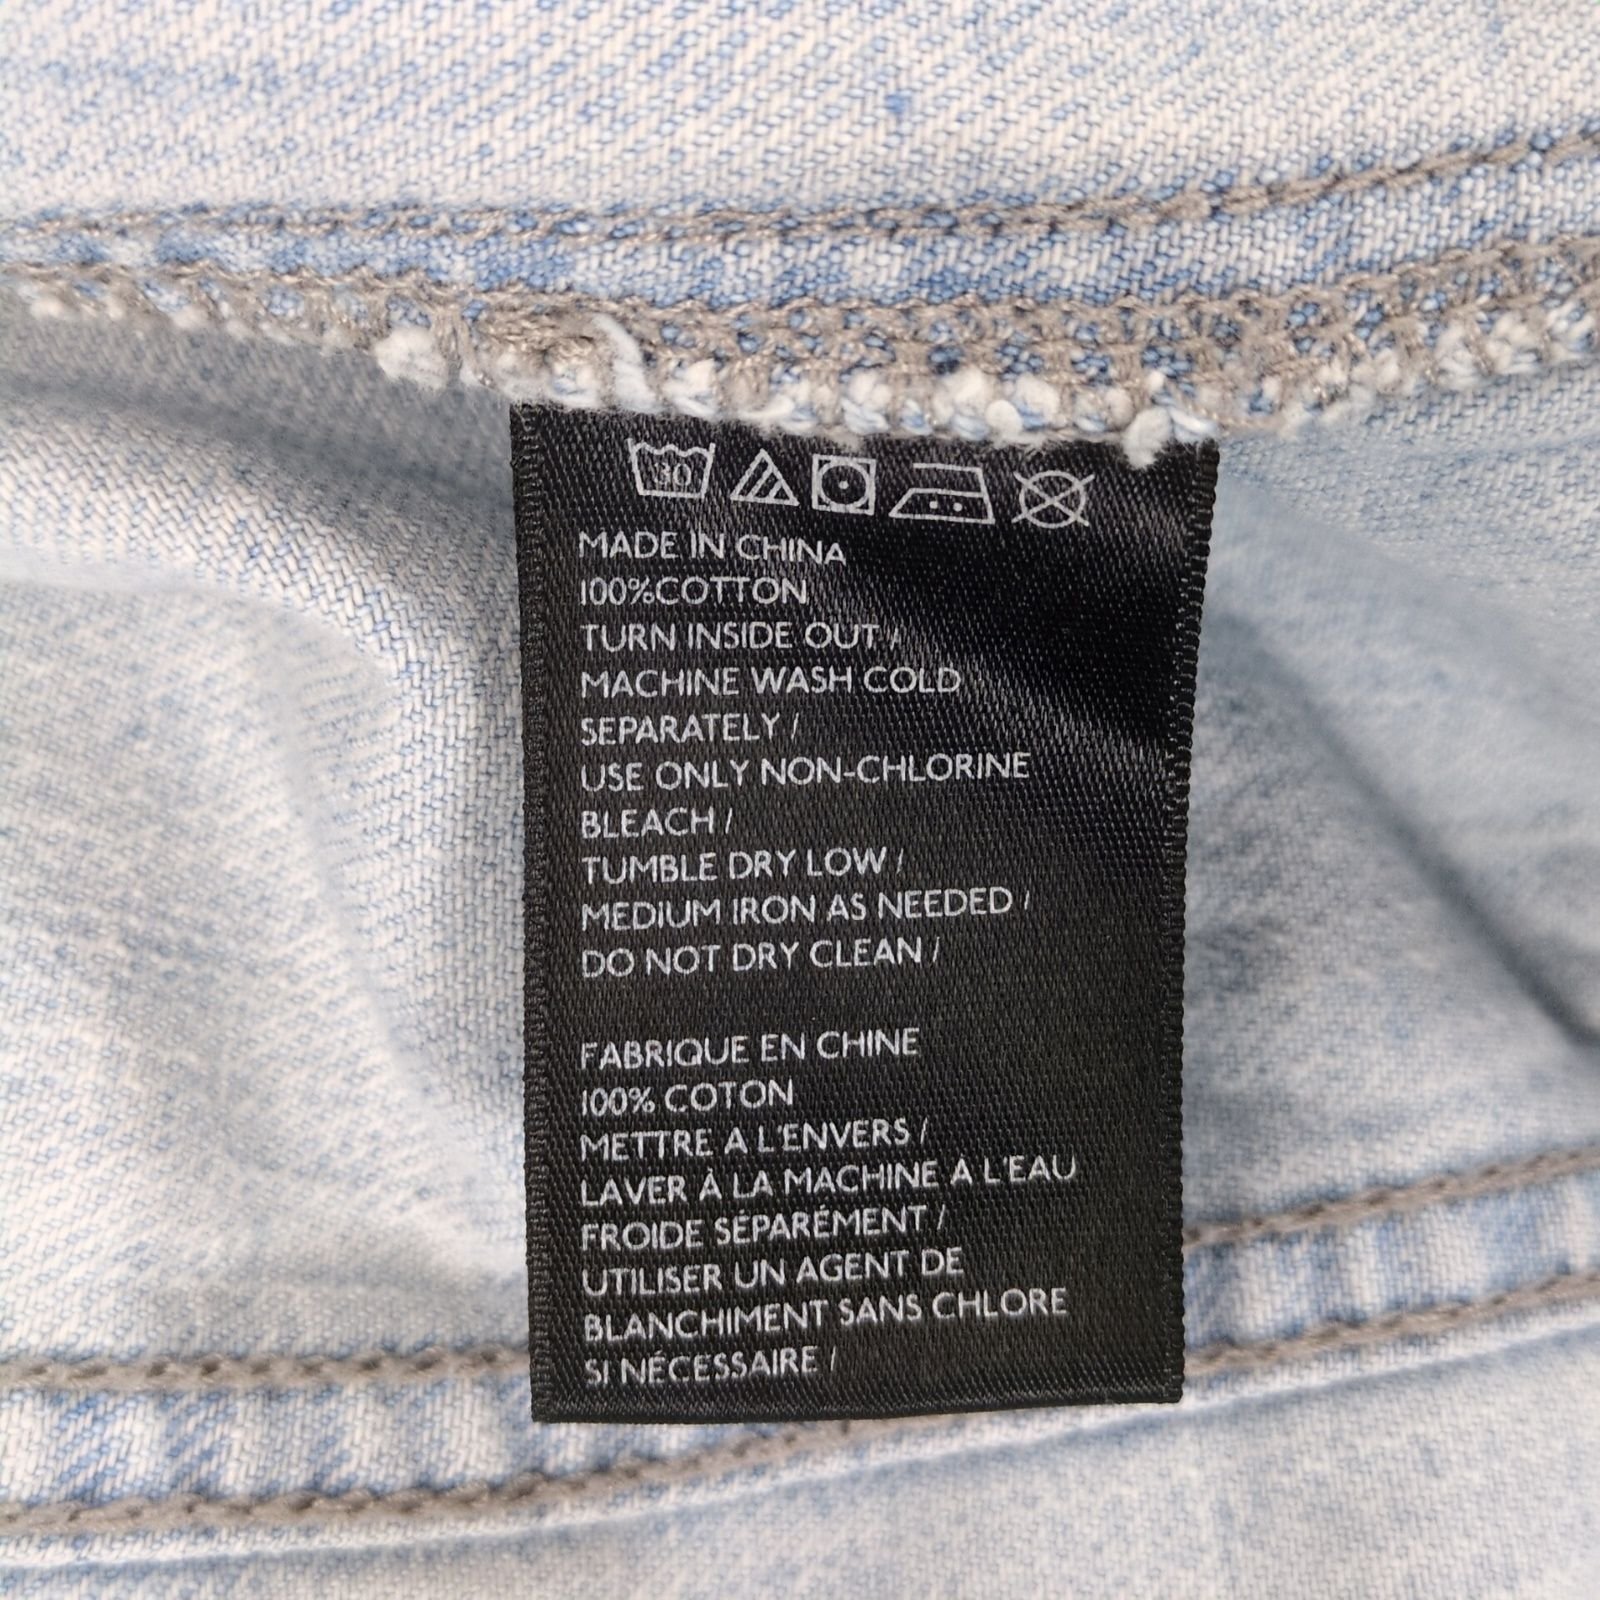 30
MADE IN CHINA
100%COTTON
TURN INSIDE OUT /
MACHINE WASH COLD
SEPARATELY /
USE ONLY NON-CHLORINE
BLEACH /
TUMBLE DRY LOW /
MEDIUM IRON AS NEEDED /
DO NOT DRY CLEAN /
FABRIQUE EN CHINE
100% COTON
METTRE A L'ENVERS /
LAVER À LA MACHINE A L'EAU
FROIDE SÉPARÉMENT /
UTILISER UN AGENT DE
BLANCHIMENT SANS CHLORE
SI NÉCESSAIRE /